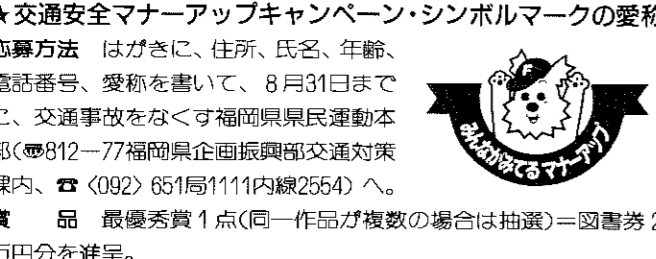 ★交通安全マナーアップキャンペーン・シンボルマークの愛称
応募方法 はがきに、住所、氏名、年齢、
電話番号、愛称を書いて、8月31日まで
に、交通事故をなくす福岡県県民運動本
部(〠812―77福岡県企画振興部交通対策
課内、☎〈092〉651局1111内線2554)へ。
賞 品 最優秀賞1点(同一作品が複数の場合は抽選)=図書券2
万円分を進呈。
F
みんながみてるマナーアップ